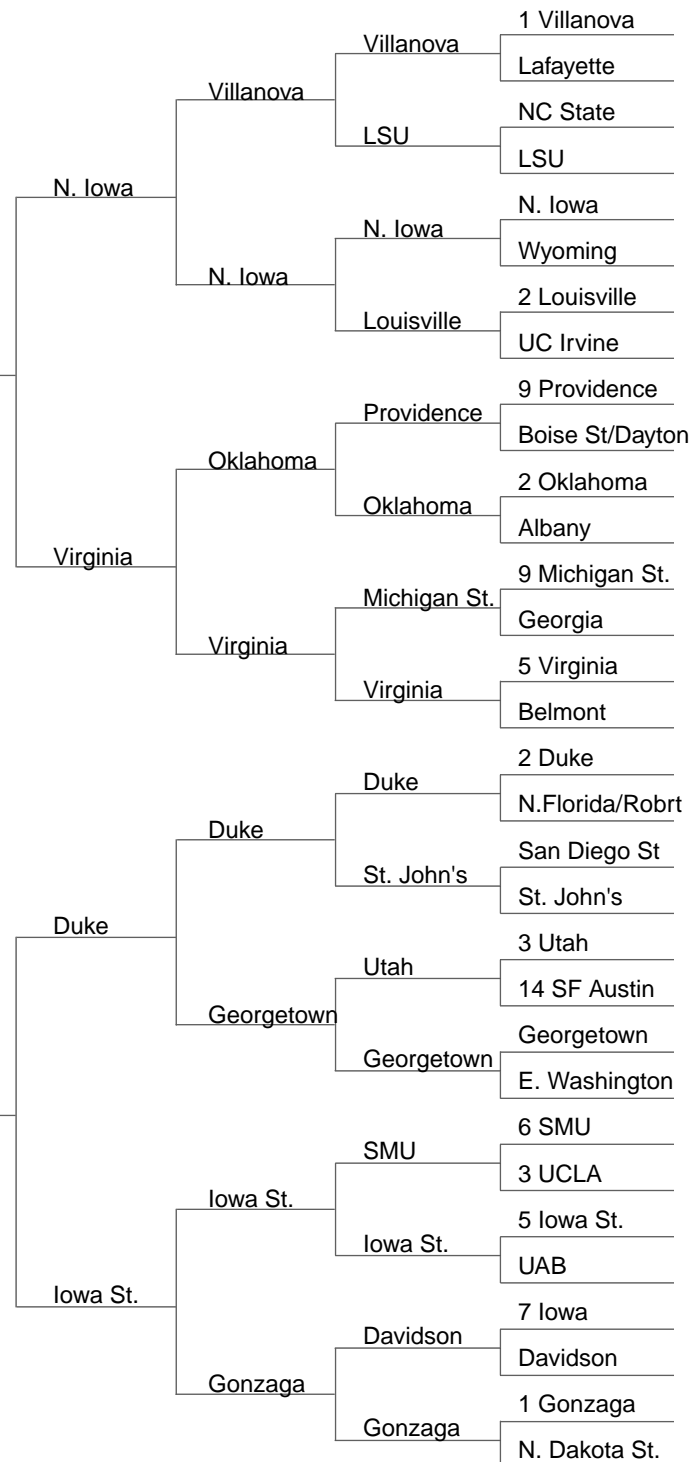 1 Villanova
Villanova
Lafayette
Villanova
NC State
LSU
LSU
N. Iowa
N. Iowa
N. Iowa
Wyoming
N. Iowa
2 Louisville
Louisville
UC Irvine
9 Providence
Providence
Boise St/Dayton
Oklahoma
2 Oklahoma
Oklahoma
Albany
Virginia
9 Michigan St.
Michigan St.
Georgia
Virginia
5 Virginia
Virginia
Belmont
2 Duke
Duke
N.Florida/Robrt
Duke
San Diego St
St. John's
St. John's
Duke
3 Utah
Utah
14 SF Austin
Georgetown
Georgetown
Georgetown
E. Washington
6 SMU
SMU
3 UCLA
Iowa St.
5 Iowa St.
Iowa St.
UAB
Iowa St.
7 Iowa
Davidson
Davidson
Gonzaga
1 Gonzaga
Gonzaga
N. Dakota St.